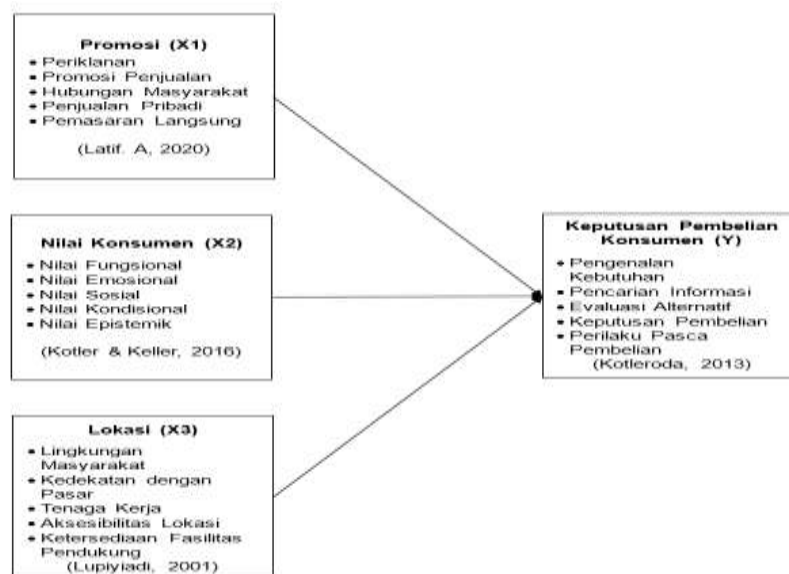 Promosi (X1)
Periklanan
Promosi Penjualan
Hubungan Masyarakat
Penjualan Pribadi
Pemasaran Langsung
(Latif. A, 2020)
Nilai Konsumen (X2)
Nilai Fungsional
Nilai Emosional
Nilai Sosial
Nilai Kondisional
Nilai Epistemik
(Kotler & Keller, 2016)
Lokasi (X3)
Lingkungan
Masyarakat
Kedekatan dengan
Pasar
Tenaga Kerja
Aksesibilitas Lokasi
Ketersediaan Fasilitas
Pendukung
(Lupiyiadi, 2001)
Keputusan Pembelian
Konsumen (Y)
Pengenalan
Kebutuhan
Pencarian Informasi
Evaluasi Alternatif
Keputusan Pembelian
Perilaku Pasca
Pembelian
(Kotleroda, 2013)